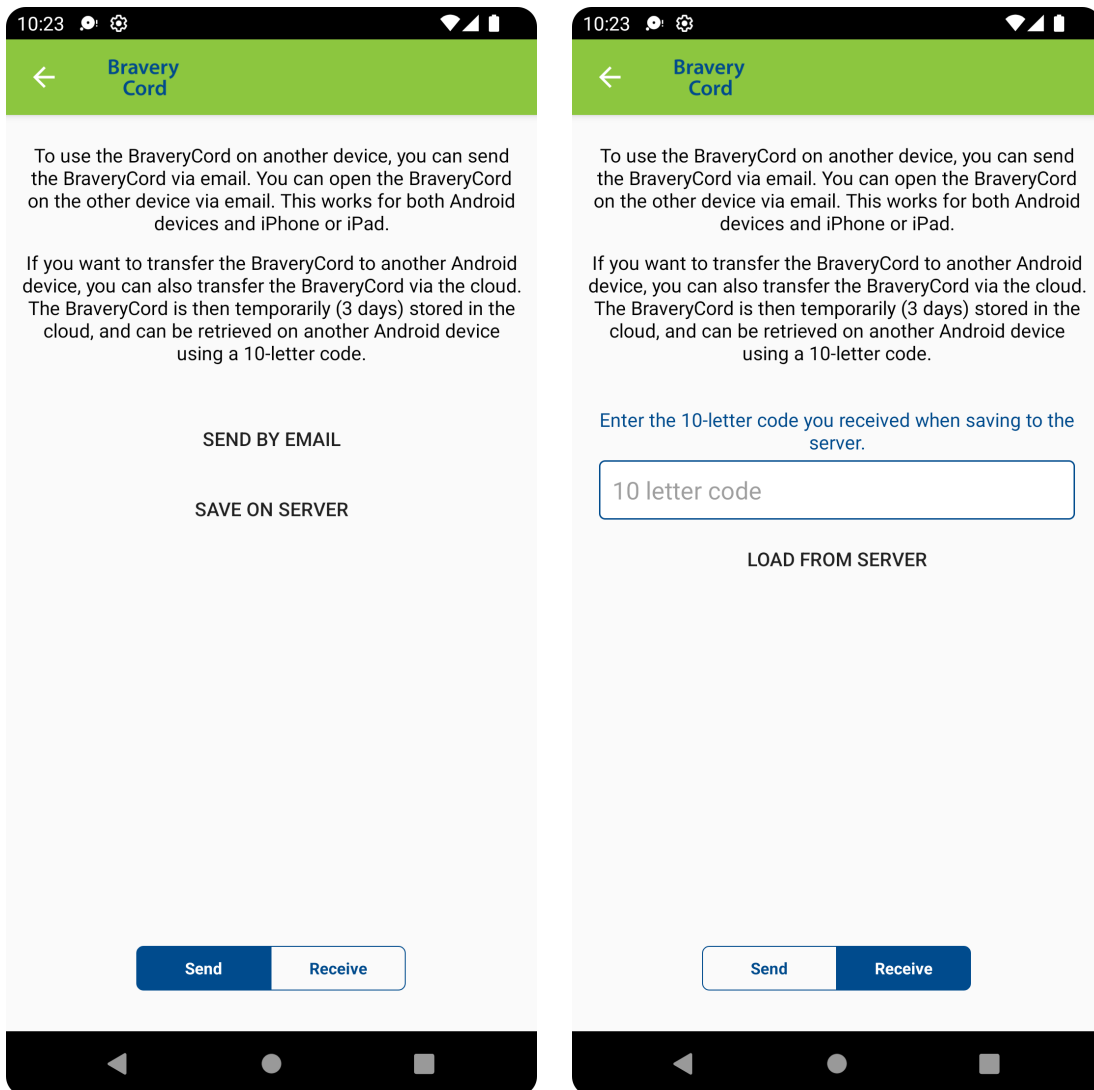 10:23
Bravery
Cord
To use the BraveryCord on another device, you can send
the BraveryCord via email. You can open the BraveryCord
on the other device via email. This works for both Android
devices and iPhone or iPad.
If you want to transfer the BraveryCord to another Android
device, you can also transfer the BraveryCord via the cloud.
The BraveryCord is then temporarily (3 days) stored in the
cloud, and can be retrieved on another Android device
using a 10-letter code.
SEND BY EMAIL
SAVE ON SERVER
Send
Receive
10:23
Bravery
Cord
To use the BraveryCord on another device, you can send
the BraveryCord via email. You can open the BraveryCord
on the other device via email. This works for both Android
devices and iPhone or iPad.
If you want to transfer the BraveryCord to another Android
device, you can also transfer the BraveryCord via the cloud.
The BraveryCord is then temporarily (3 days) stored in the
cloud, and can be retrieved on another Android device
using a 10-letter code.
Enter the 10-letter code you received when saving to the
server.
10 letter code
LOAD FROM SERVER
Send
Receive